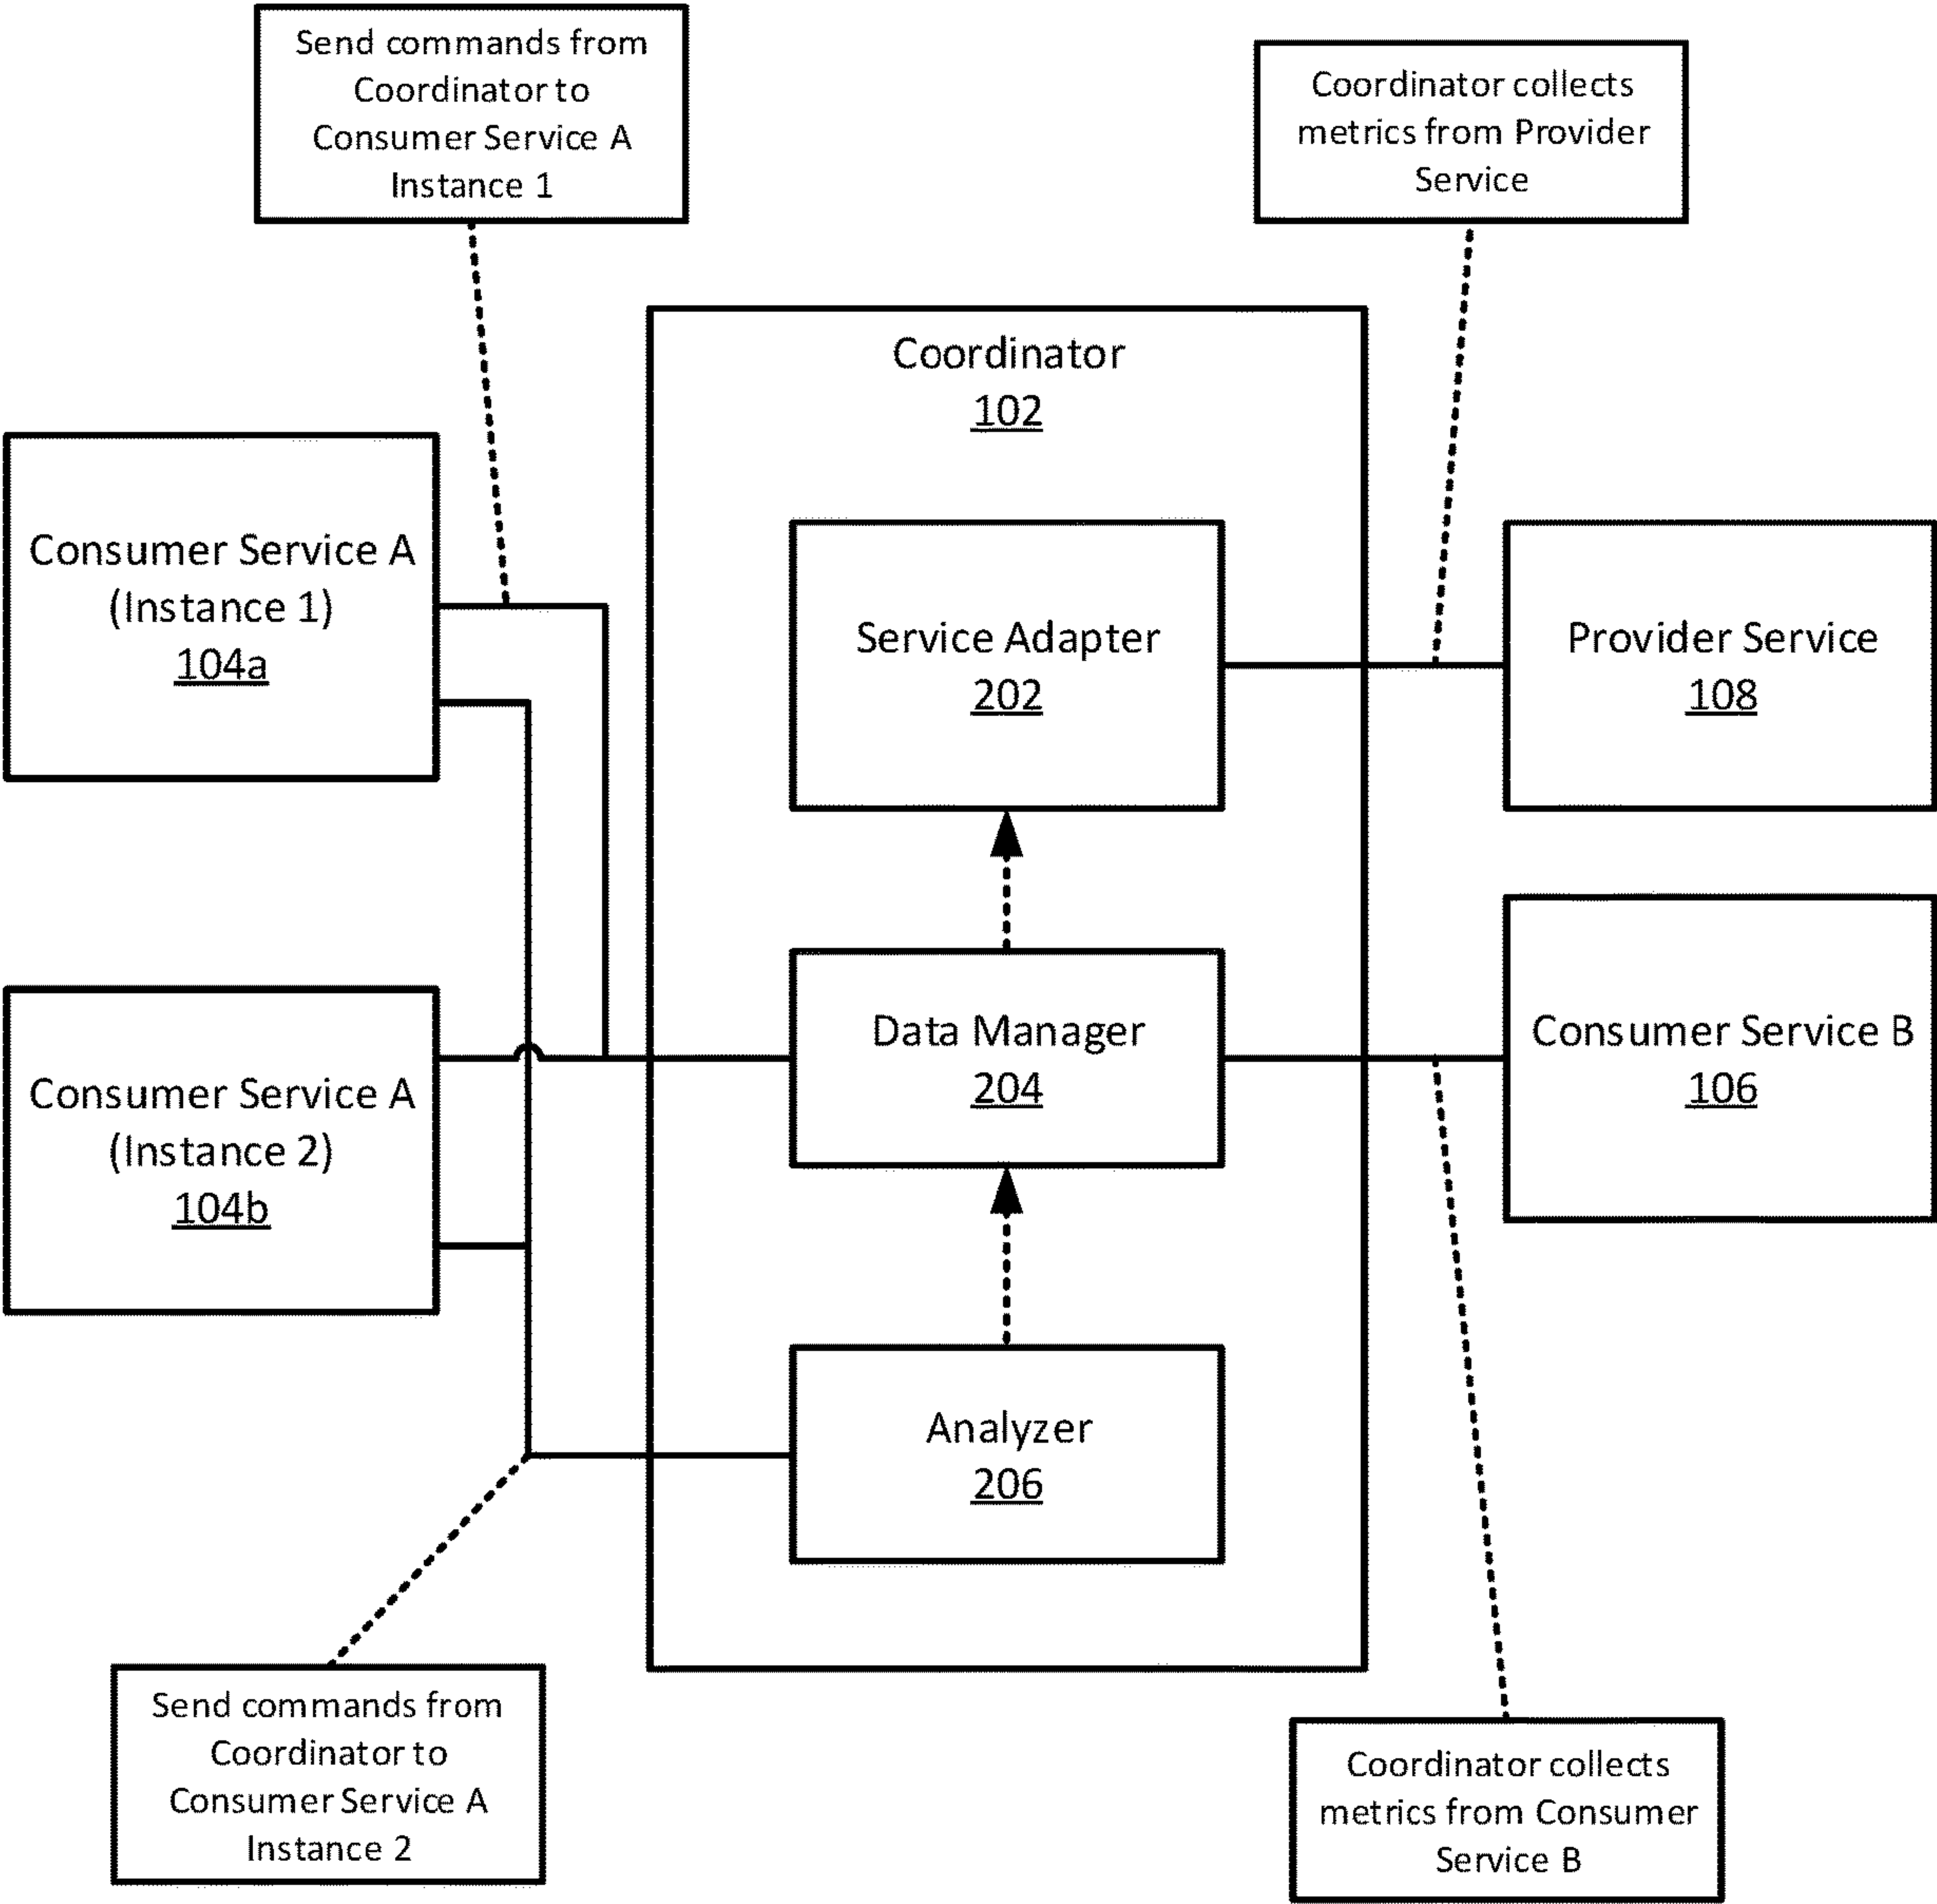 Send commands from
Coordinator to
Consumer Service A
Instance 1
Coordinator collects
metrics from Provider
Service
Coordinator
102
Consumer Service A
(Instance 1)
104a
Service Adapter
202
Provider Service
108
Consumer Service A
(Instance 2)
104b
Data Manager
204
Consumer Service B
106
Analyzer
206
Send commands from
Coordinator to
Consumer Service A
Instance 2
Coordinator collects
metrics from Consumer
Service B